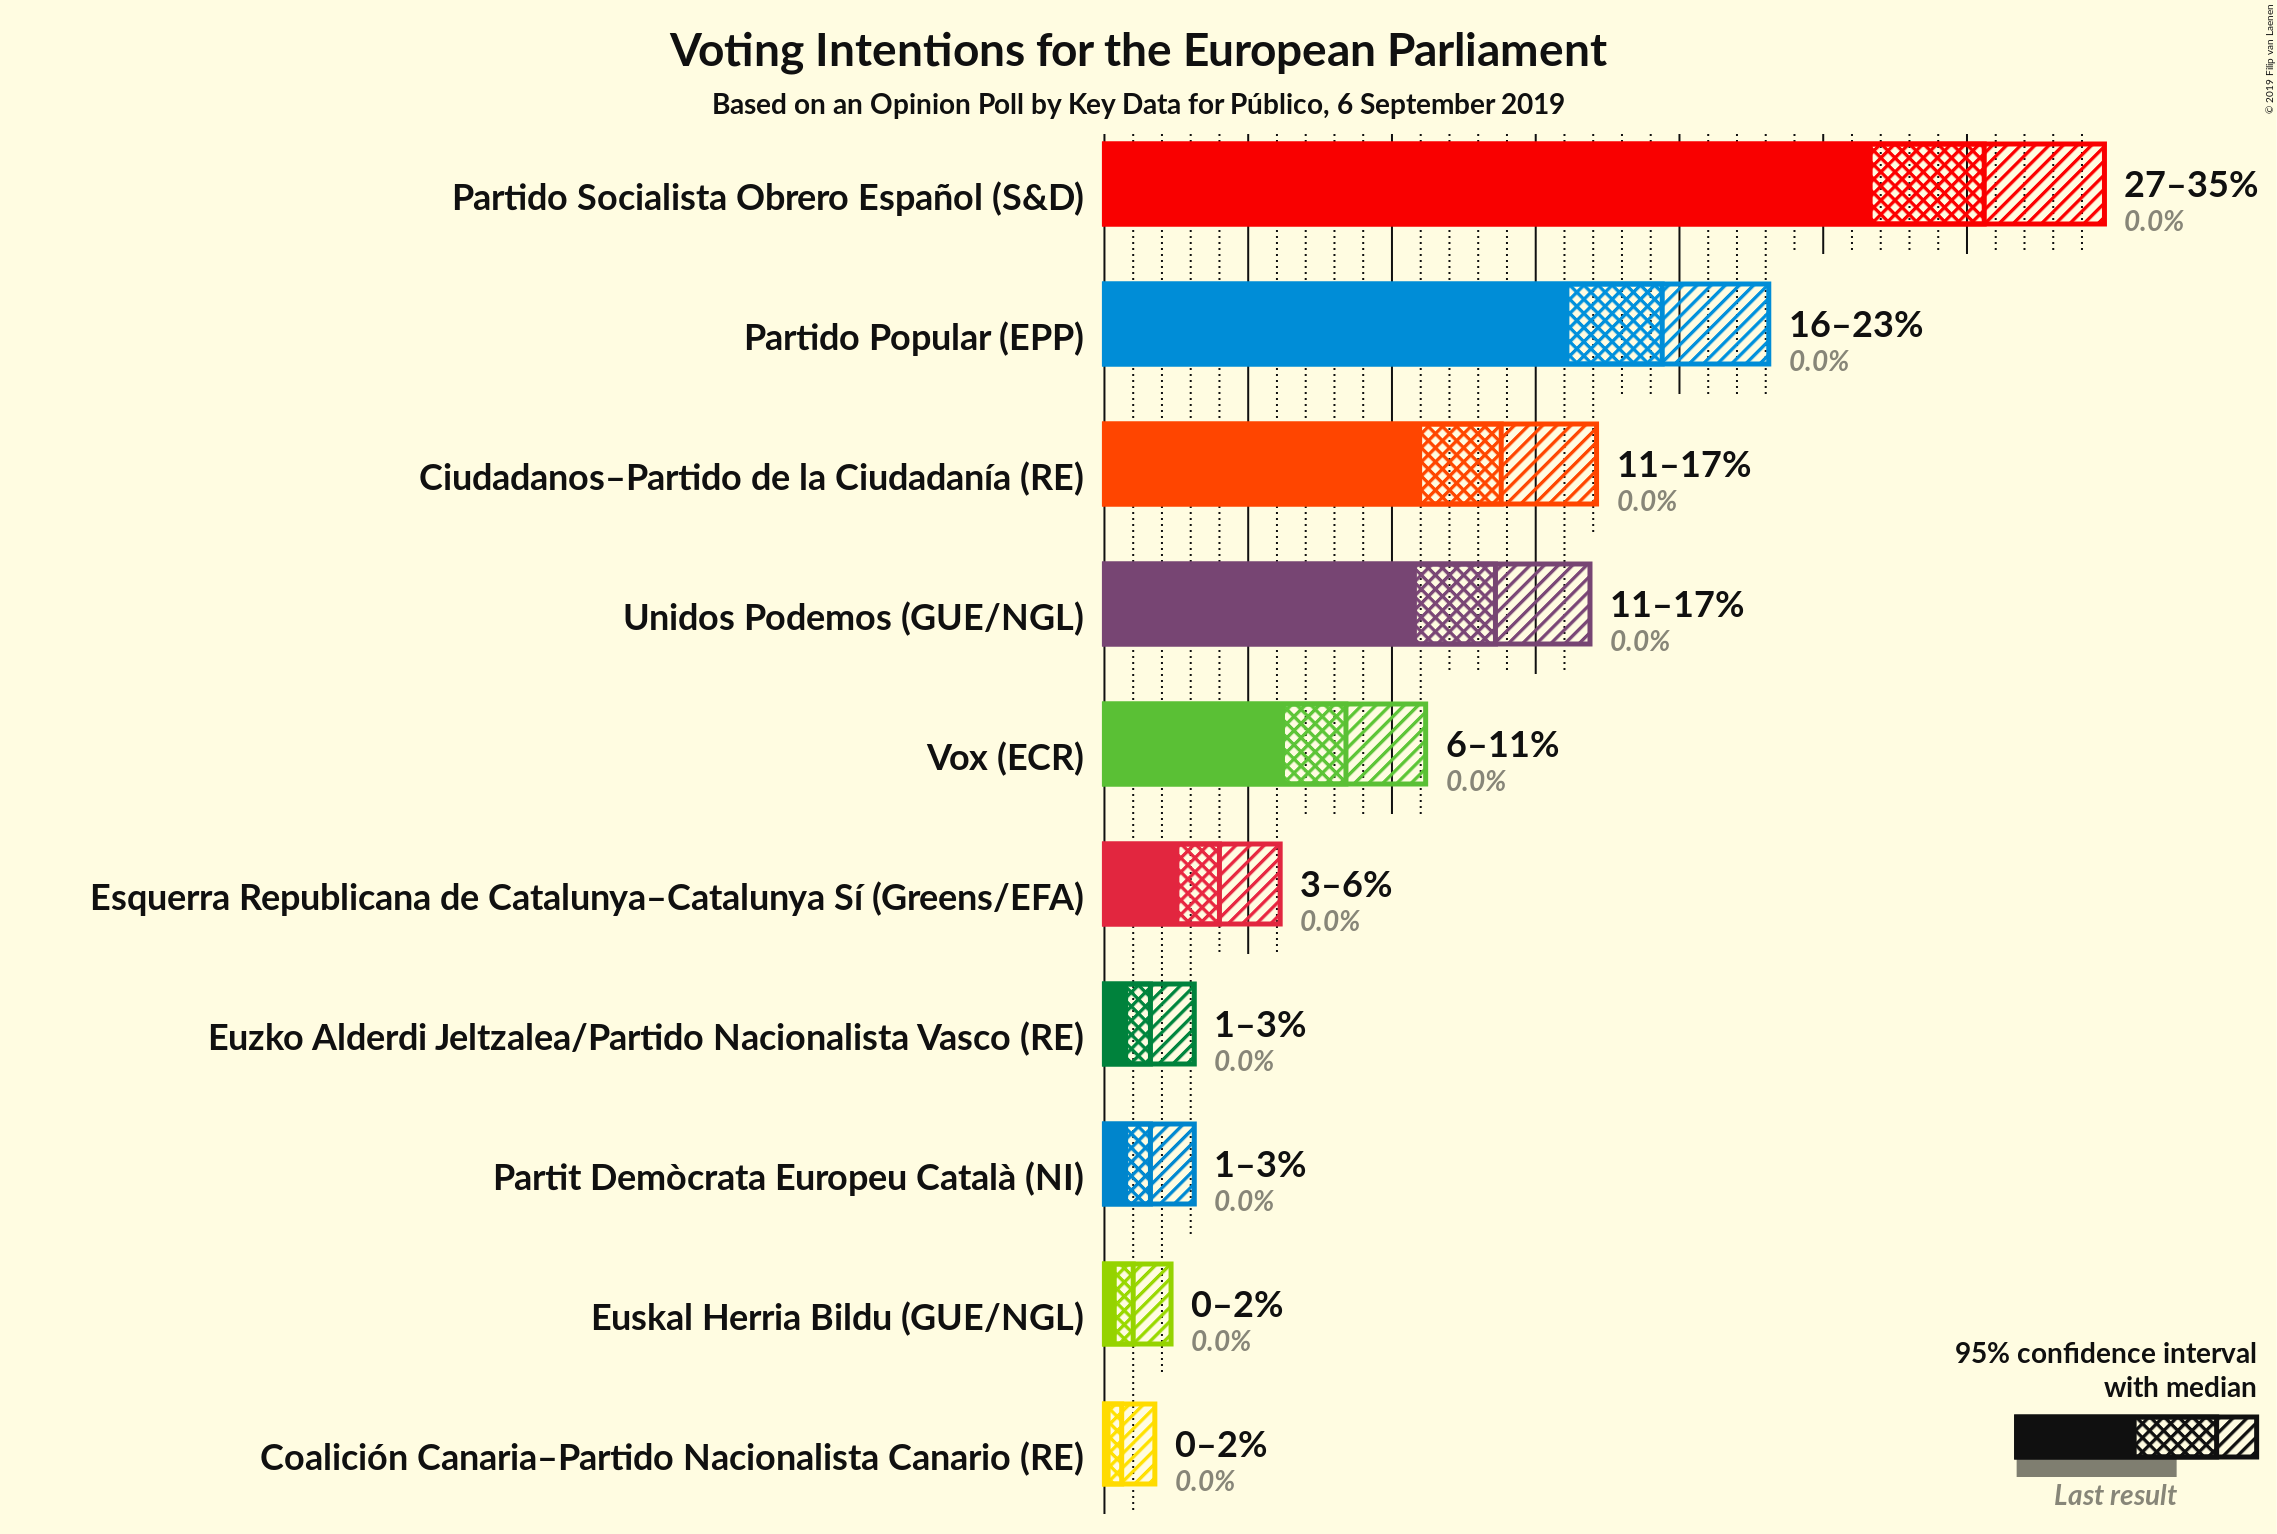 Voting Intentions for the European Parliament
Based on an Opinion Poll by Key Data for Público, 6 September 2019
© 2019 Filip van Laenen
Partido Socialista Obrero Español (S&D)
27–35%
0.0%
Partido Popular (EPP)
16–23%
0.0%
Ciudadanos–Partido de la Ciudadanía (RE)
11–17%
0.0%
Unidos Podemos (GUE/NGL)
11–17%
0.0%
Vox (ECR)
6–11%
0.0%
Esquerra Republicana de Catalunya–Catalunya Sí (Greens/EFA)
3–6%
0.0%
Euzko Alderdi Jeltzalea/Partido Nacionalista Vasco (RE)
1–3%
0.0%
Partit Demòcrata Europeu Català (NI)
1–3%
0.0%
Euskal Herria Bildu (GUE/NGL)
0–2%
0.0%
Coalición Canaria–Partido Nacionalista Canario (RE)
0–2%
0.0%
95% confidence interval
with median
Last result